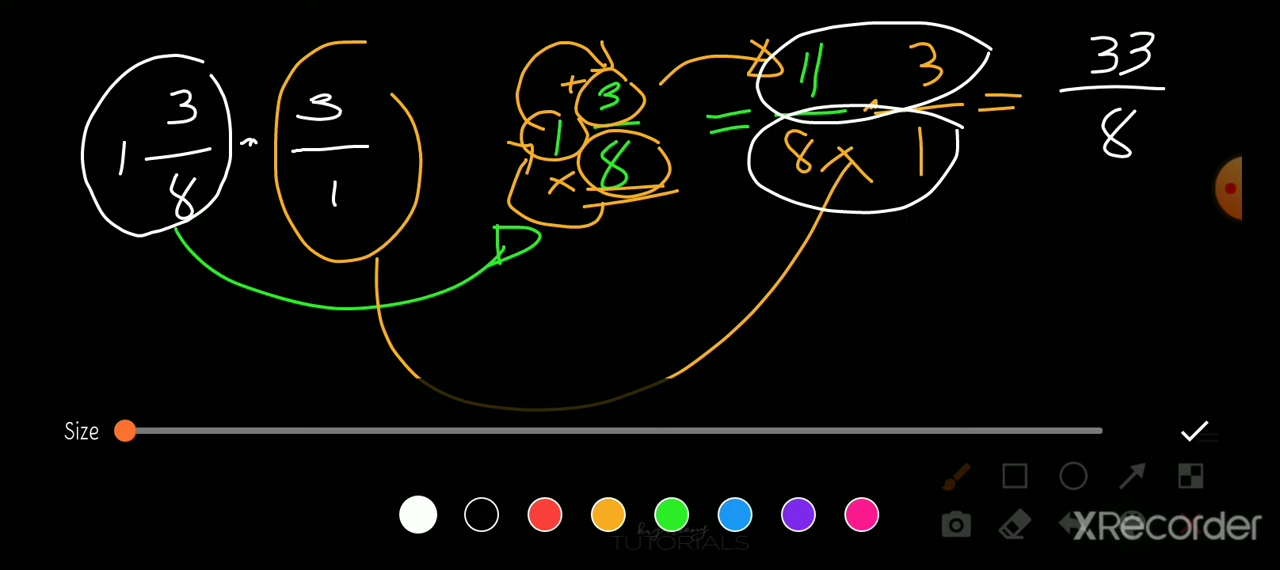 1 3/8 · 3/1
1 + 3 × 8
= 11/8 · 3/1 = 33/8
×
Size
TUTORIALS
XRecorder